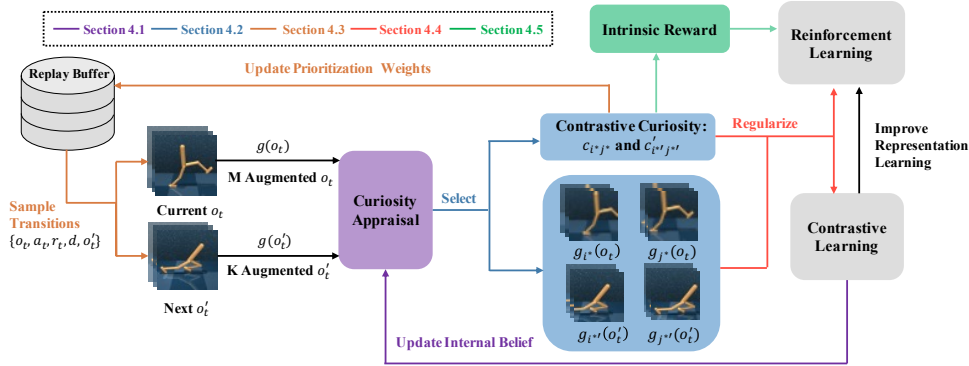 Section 4.1 Section 4.2 Section 4.3 Section 4.4 Section 4.5
Replay Buffer
Update Prioritization Weights
Intrinsic Reward
Reinforcement
Learning
Contrastive Curiosity:
c_{i*j*} and c'_{i*'j*'}
Regularize
Improve
Representation
Learning
g(o_t)
M Augmented o_t
Current o_t
Sample
Transitions
{o_t, a_t, r_t, d, o'_t}
Curiosity
Appraisal
Select
g_{i*}(o_t) g_{j*}(o_t)
g(o'_t)
K Augmented o'_t
Next o'_t
g_{i*'}(o'_t) g_{j*'}(o'_t)
Contrastive
Learning
Update Internal Belief